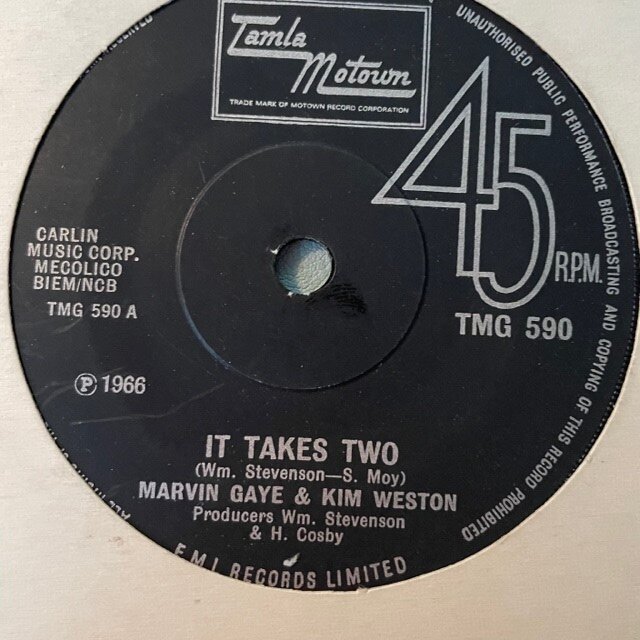 Tamla
Motown
TRADE MARK OF MOTOWN RECORD CORPORATION
45
R.P.M.
TMG 590
CARLIN
MUSIC CORP.
MECOLICO
BIEM/NCB
TMG 590 A
Ⓟ 1966
IT TAKES TWO
(Wm. Stevenson—S. Moy)
MARVIN GAYE & KIM WESTON
Producers Wm. Stevenson
& H. Cosby
E.M.I. RECORDS LIMITED
UNAUTHORISED PUBLIC PERFORMANCE BROADCASTING AND COPYING OF THIS RECORD PROHIBITED
RESERVED